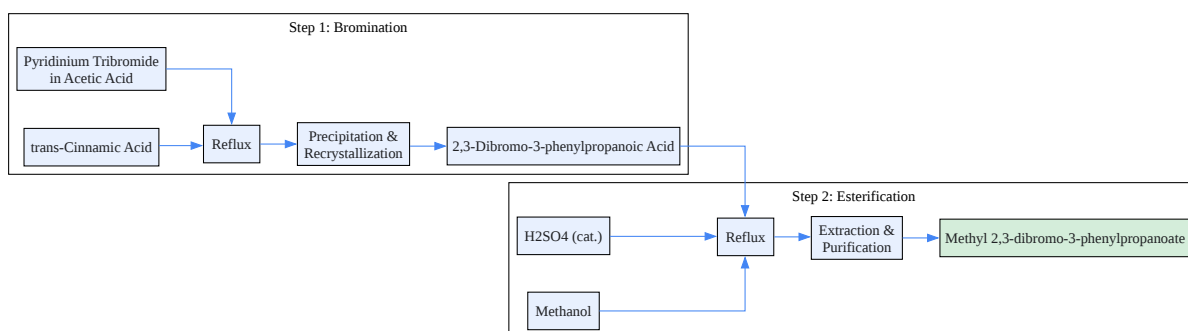 Step 1: Bromination
Pyridinium Tribromide
in Acetic Acid
trans-Cinnamic Acid
Reflux
Precipitation &
Recrystallization
2,3-Dibromo-3-phenylpropanoic Acid
Step 2: Esterification
H2SO4 (cat.)
Methanol
Reflux
Extraction &
Purification
Methyl 2,3-dibromo-3-phenylpropanoate